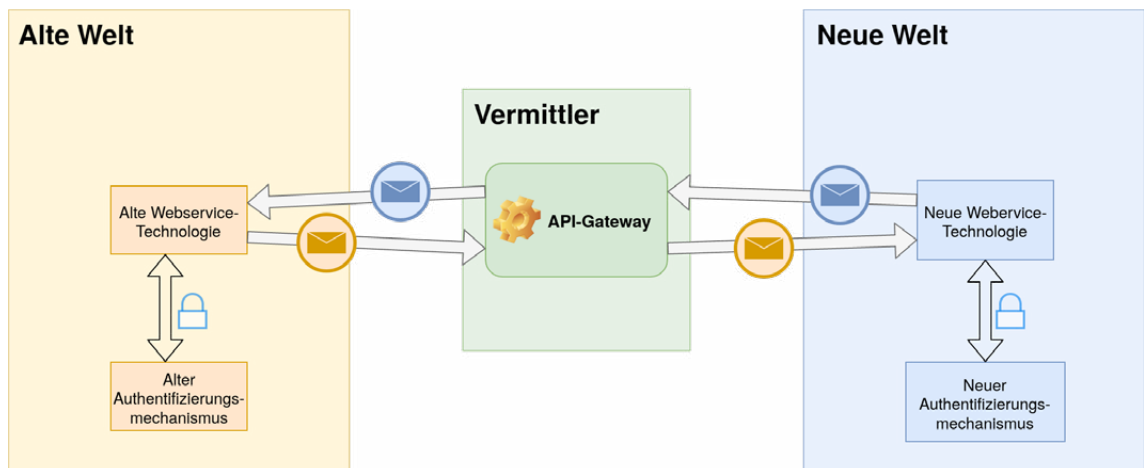 Alte Welt
Neue Welt
Vermittler
Alte Webservice-
Technologie
API-Gateway
Neue Webervice-
Technologie
Alter
Authentifizierungs-
mechanismus
Neuer
Authentifizierungs-
mechanismus